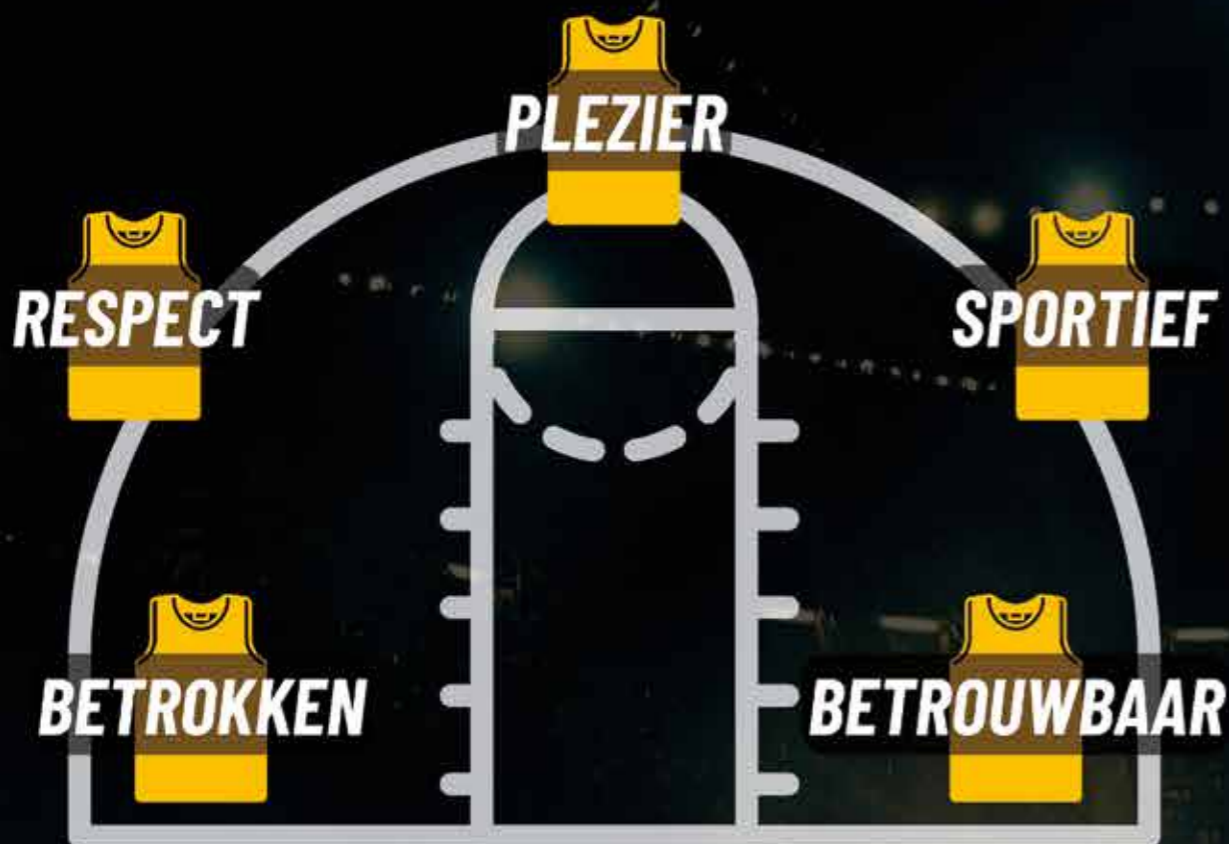 PLEZIER
RESPECT
SPORTIEF
BETROKKEN
BETROUWBAAR